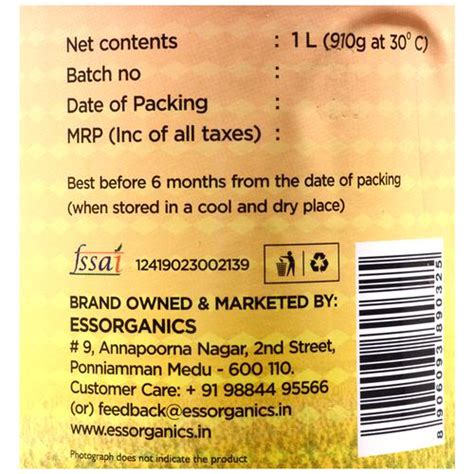 Net contents : 1 L (910g at 30⁰ C)
Batch no :
Date of Packing :
MRP (Inc of all taxes) :
Best before 6 months from the date of packing
(when stored in a cool and dry place)
fssai 12419023002139
BRAND OWNED & MARKETED BY:
ESSORGANICS
# 9, Annapoorna Nagar, 2nd Street,
Ponniamman Medu - 600 110.
Customer Care: + 91 98844 95566
(or) feedback@essorganics.in
www.essorganics.in
Photograph does not indicate the product
8906093890325